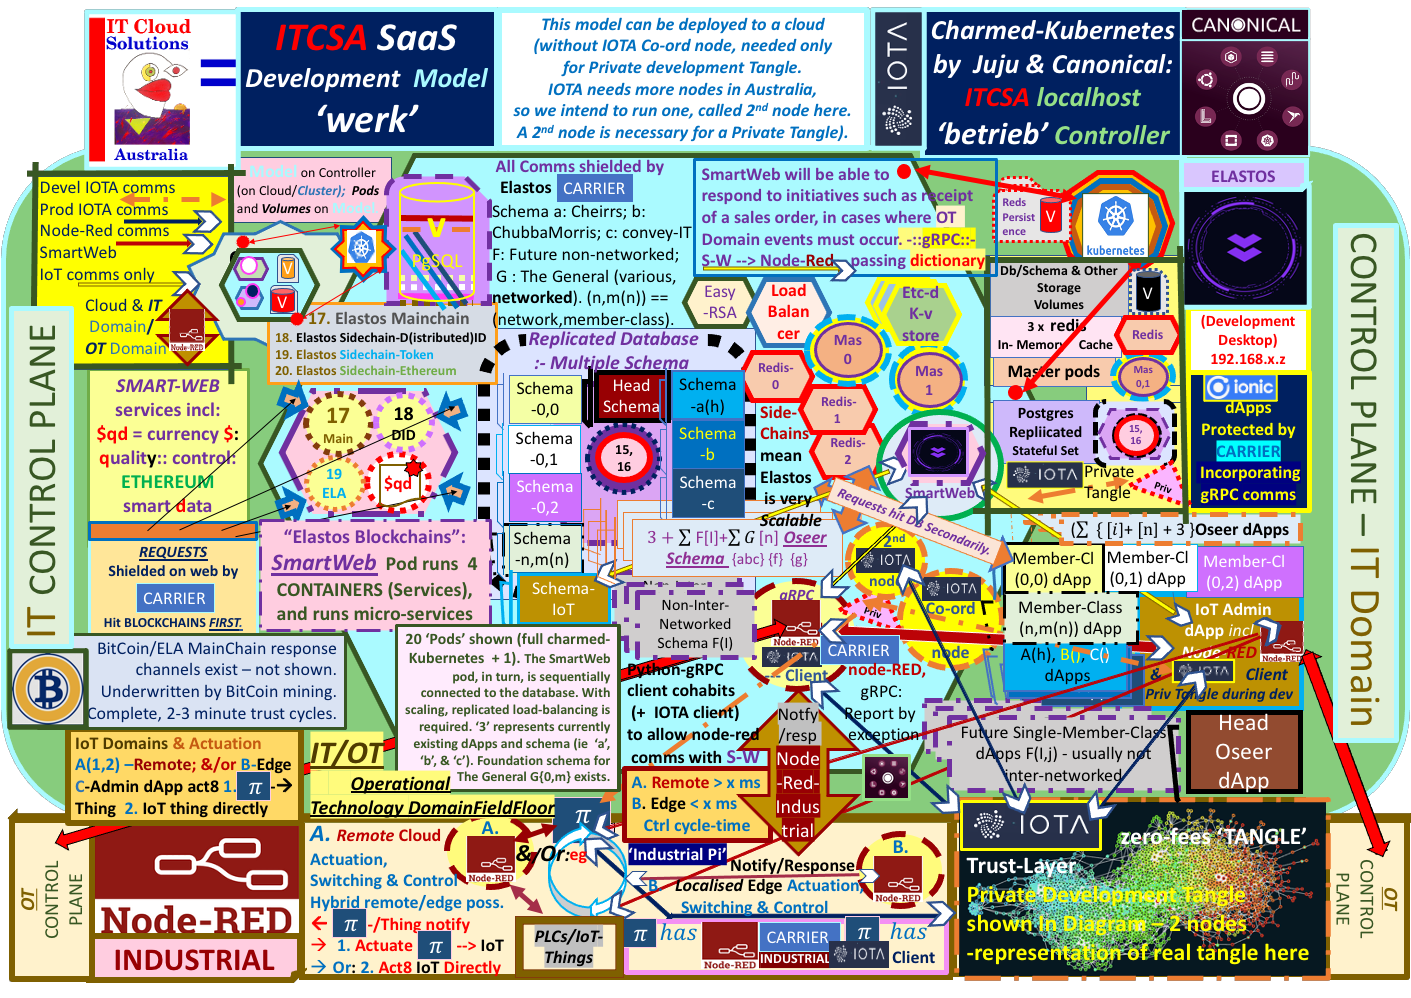 IT Cloud
Solutions
Australia
=
ITCSA SaaS
Development Model
‘werk’
This model can be deployed to a cloud
(without IOTA Co-ord node, needed only
for Private development Tangle.
IOTA needs more nodes in Australia,
so we intend to run one, called 2nd node here.
A 2nd node is necessary for a Private Tangle).
IOTA
Charmed-Kubernetes
by Juju & Canonical:
ITCSA localhost
‘betrieb’ Controller
CANONICAL
Devel IOTA comms
Prod IOTA comms
Node-Red comms
SmartWeb
IoT comms only
Cloud & IT
Domain/
OT Domain
Node-RED
Model on Controller
(on Cloud/Cluster); Pods
and Volumes on Model
V
V
V
PgSQL
All Comms shielded by
Elastos CARRIER
Schema a: Cheirrs; b:
ChubbaMorris; c: convey-IT
F: Future non-networked;
G : The General (various,
networked). (n,m(n)) ==
(network,member-class).
SmartWeb will be able to
respond to initiatives such as receipt
of a sales order, in cases where OT
Domain events must occur. -::gRPC::-
S-W --> Node-Red, passing dictionary
Reds
Persist
ence
V
kubernetes
ELASTOS
17. Elastos Mainchain
18. Elastos Sidechain-D(istributed)ID
19. Elastos Sidechain-Token
20. Elastos Sidechain-Ethereum
Easy
-RSA
Load
Balan
cer
Etc-d
K-v
store
Mas
0
Mas
1
Redis-
0
Redis-
1
Redis-
2
Db/Schema & Other
Storage
Volumes
V
3 x redis
In- Memory Cache
Redis
Master pods
Mas
0,1
Postgres
Repliicated
Stateful Set
15,
16
IOTA Private
Tangle
Priv
(Development
Desktop)
192.168.x.z
ionic
dApps
Protected by
CARRIER
Incorporating
gRPC comms
IT CONTROL PLANE
CONTROL PLANE – IT Domain
SMART-WEB
services incl:
$qd = currency $:
quality:: control:
ETHEREUM
smart data
REQUESTS
Shielded on web by
CARRIER
Hit BLOCKCHAINS FIRST.
17
Main
18
DID
19
ELA
$qd
“Elastos Blockchains”:
SmartWeb Pod runs 4
CONTAINERS (Services),
and runs micro-services
Replicated Database
:- Multiple Schema
Schema
-0,0
Schema
-0,1
Schema
-0,2
Schema
-n,m(n)
Schema-
IoT
Head
Schema
15,
16
Schema
-a(h)
Schema
-b
Schema
-c
Side-
Chains
mean
Elastos
is very
Scalable
SmartWeb
Requests hit DB Secondarily.
3 + ∑ F[I]+∑ G [n] Oseer
Schema {abc} {f} {g}
(∑ { [i]+ [n] + 3 }Oseer dApps
Member-Cl
(0,0) dApp
Member-Cl
(0,1) dApp
Member-Cl
(0,2) dApp
Member-Class
(n,m(n)) dApp
A(h), B(), C()
dApps
IoT Admin
dApp incl
Node-RED
IOTA
& Client
Priv Tangle during dev
Non-Inter-
Networked
Schema F(I)
gRPC
Node-RED
IOTA
Client
2nd
IOTA
node
Priv
IOTA
Co-ord
node
CARRIER
node-RED,
gRPC:
Report by
exception
Python-gRPC
client cohabits
(+ IOTA client)
to allow node-red
comms with S-W
20 ‘Pods’ shown (full charmed-
Kubernetes + 1). The SmartWeb
pod, in turn, is sequentially
connected to the database. With
scaling, replicated load-balancing is
required. ‘3’ represents currently
existing dApps and schema (ie ‘a’,
‘b’, & ‘c’). Foundation schema for
The General G{0,m} exists.
BitCoin/ELA MainChain response
channels exist – not shown.
Underwritten by BitCoin mining.
Complete, 2-3 minute trust cycles.
IoT Domains & Actuation
A(1,2) –Remote; &/or B-Edge
C-Admin dApp act8 1. π -→
Thing 2. IoT thing directly
IT/OT
Operational
Technology DomainFieldFloor
A. Remote > x ms
B. Edge < x ms
Ctrl cycle-time
Notfy
/resp
Node
-Red-
Indus
trial
Future Single-Member-Class
dApps F(I,j) - usually not
inter-networked
Head
Oseer
dApp
OT
CONTROL
PLANE
Node-RED
INDUSTRIAL
A. Remote Cloud
Actuation,
Switching & Control
Hybrid remote/edge poss.
← π -/Thing notify
→ 1. Actuate π --> IoT
→ Or: 2. Act8 IoT Directly
A.
Node-RED
& /Or:eg
π
PLCs/IoT-
Things
‘Industrial Pi’
Notify/Response
B. Localised Edge Actuation,
Switching & Control
B.
Node-RED
π has
Node-RED
CARRIER
INDUSTRIAL
π has
IOTA Client
IOTA
zero-fees ‘TANGLE’
Trust-Layer
Private Development Tangle
shown In Diagram – 2 nodes
-representation of real tangle here
OT
CONTROL
PLANE